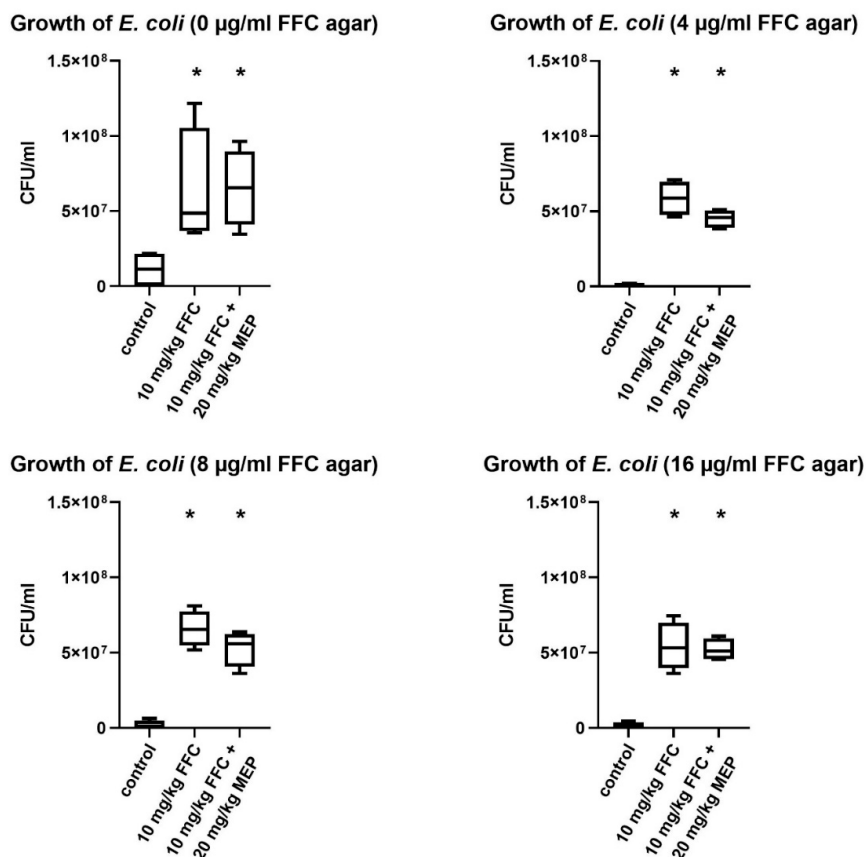 Growth of E. coli (0 µg/ml FFC agar)
1.5×10⁸
1×10⁸
5×10⁷
0
CFU/ml
* *
control
10 mg/kg FFC
10 mg/kg FFC +
20 mg/kg MEP
Growth of E. coli (4 µg/ml FFC agar)
1.5×10⁸
1×10⁸
5×10⁷
0
CFU/ml
* *
control
10 mg/kg FFC
10 mg/kg FFC +
20 mg/kg MEP
Growth of E. coli (8 µg/ml FFC agar)
1.5×10⁸
1×10⁸
5×10⁷
0
CFU/ml
* *
control
10 mg/kg FFC
10 mg/kg FFC +
20 mg/kg MEP
Growth of E. coli (16 µg/ml FFC agar)
1.5×10⁸
1×10⁸
5×10⁷
0
CFU/ml
* *
control
10 mg/kg FFC
10 mg/kg FFC +
20 mg/kg MEP